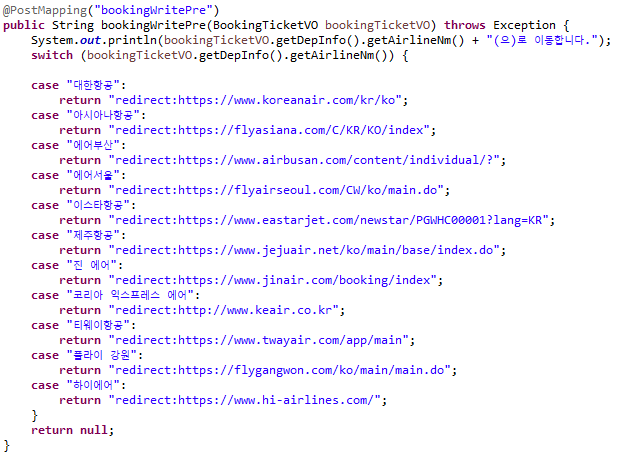 @PostMapping("bookingWritePre")
public String bookingWritePre(BookingTicketVO bookingTicketVO) throws Exception {
    System.out.println(bookingTicketVO.getDepInfo().getAirlineNm() + "(으)로 이동합니다.");
    switch (bookingTicketVO.getDepInfo().getAirlineNm()) {

    case "대한항공":
        return "redirect:https://www.koreanair.com/kr/ko";
    case "아시아나항공":
        return "redirect:https://flyasiana.com/C/KR/KO/index";
    case "에어부산":
        return "redirect:https://www.airbusan.com/content/individual/?";
    case "에어서울":
        return "redirect:https://flyairseoul.com/CW/ko/main.do";
    case "이스타항공":
        return "redirect:https://www.eastarjet.com/newstar/PGWHC00001?lang=KR";
    case "제주항공":
        return "redirect:https://www.jejuair.net/ko/main/base/index.do";
    case "진 에어":
        return "redirect:https://www.jinair.com/booking/index";
    case "코리아 익스프레스 에어":
        return "redirect:http://www.keair.co.kr";
    case "티웨이항공":
        return "redirect:https://www.twayair.com/app/main";
    case "플라이 강원":
        return "redirect:https://flygangwon.com/ko/main/main.do";
    case "하이에어":
        return "redirect:https://www.hi-airlines.com/";
    }
    return null;
}